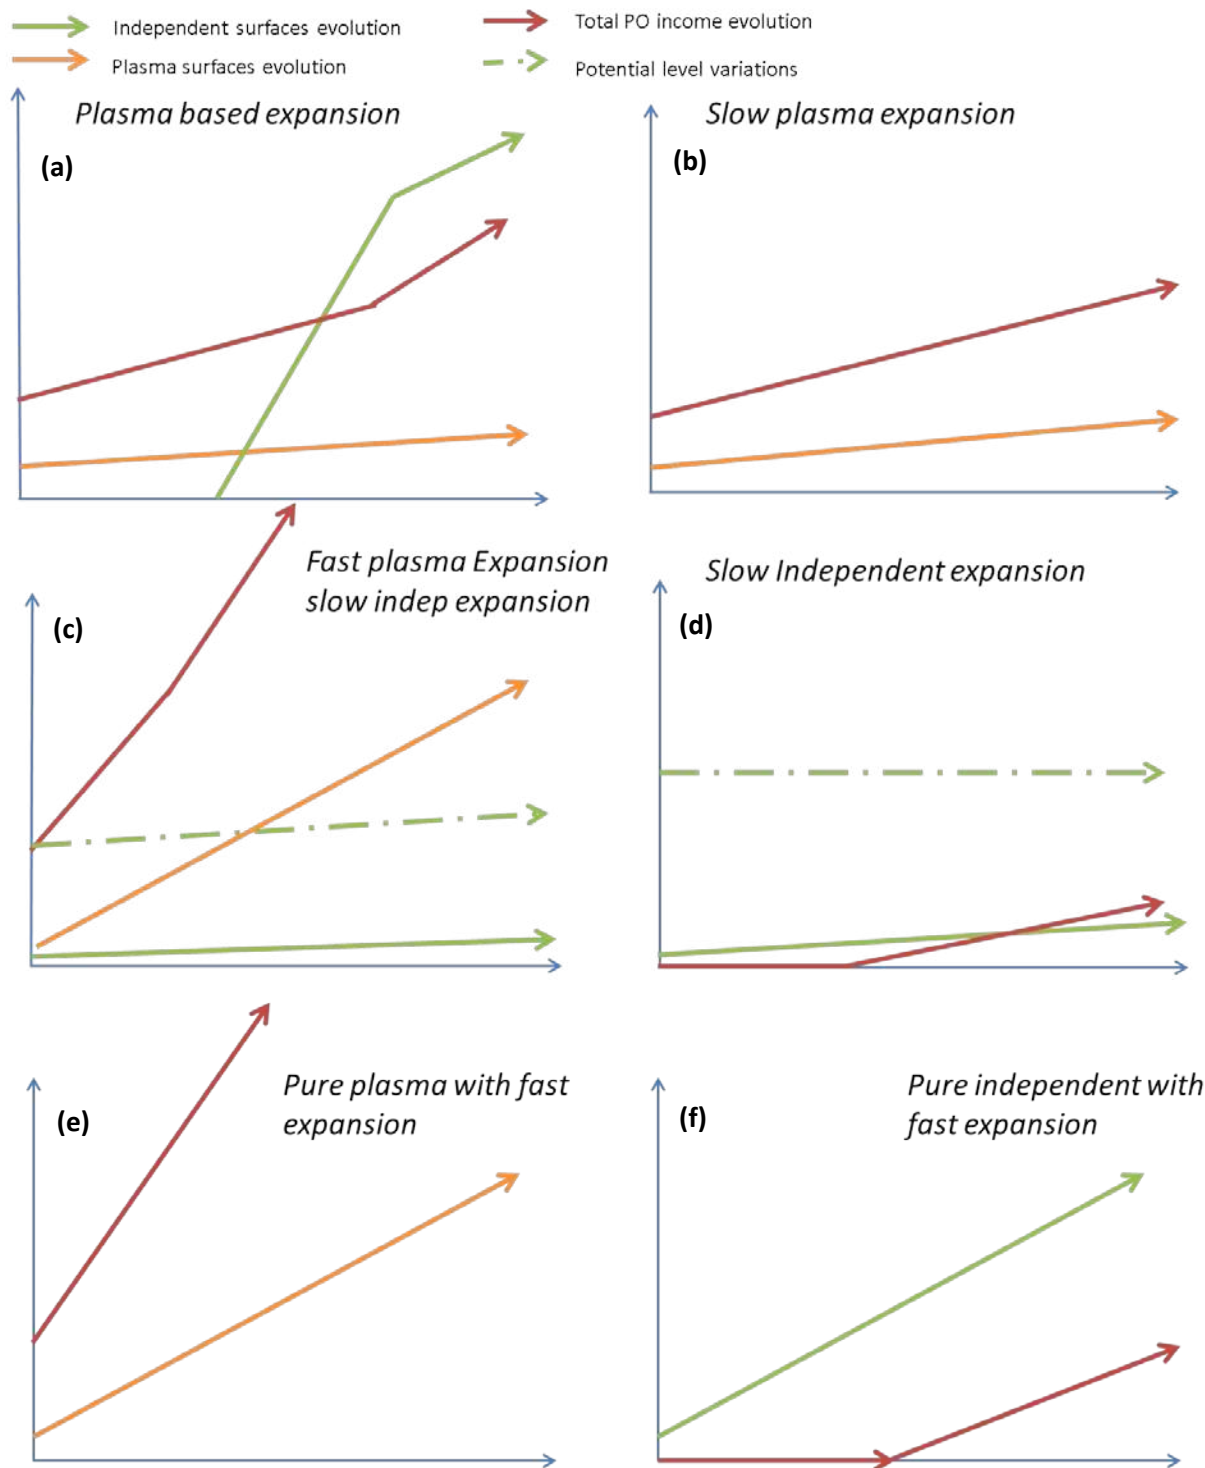 Independent surfaces evolution
Total PO income evolution
Plasma surfaces evolution
Potential level variations
Plasma based expansion
Slow plasma expansion
(a)
(b)
Fast plasma Expansion
slow indep expansion
Slow Independent expansion
(c)
(d)
Pure plasma with fast
expansion
Pure independent with
fast expansion
(e)
(f)